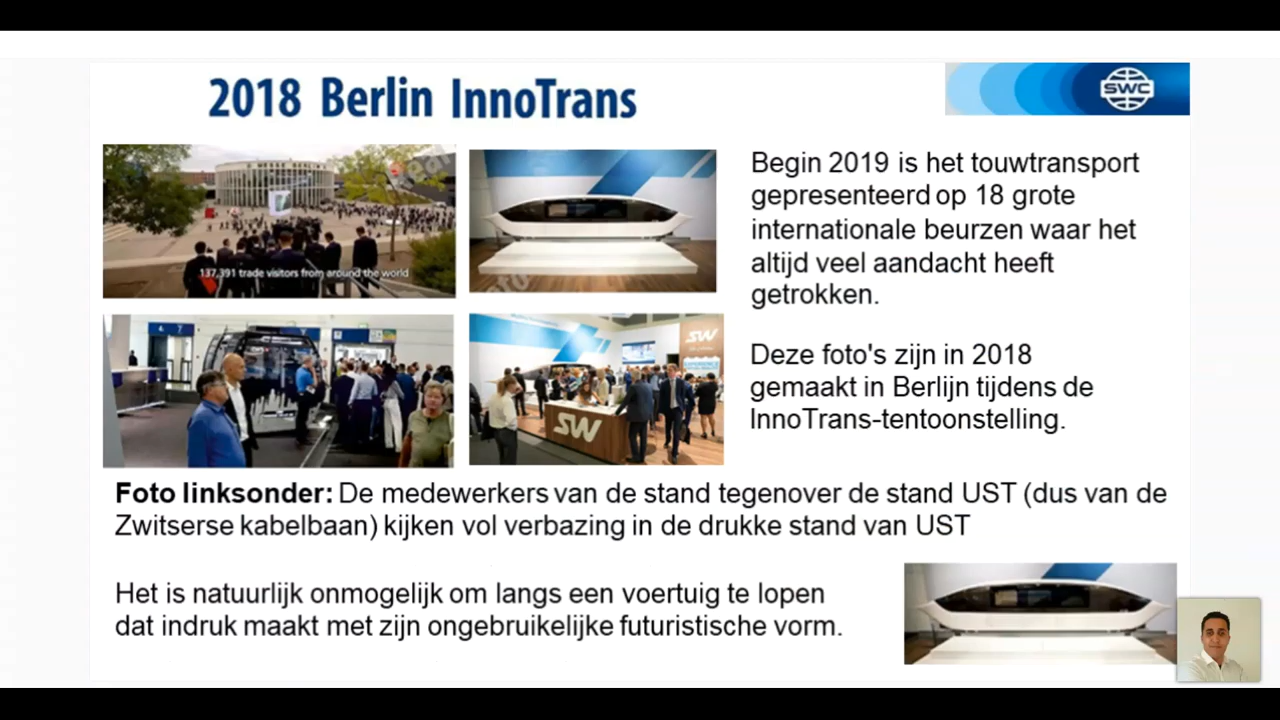 2018 Berlin InnoTrans
SWC
MESSE BERLIN
137,391 trade visitors from around the world
SW
SW
Begin 2019 is het touwtransport
gepresenteerd op 18 grote
internationale beurzen waar het
altijd veel aandacht heeft
getrokken.
Deze foto's zijn in 2018
gemaakt in Berlijn tijdens de
InnoTrans-tentoonstelling.
Foto linksonder: De medewerkers van de stand tegenover de stand UST (dus van de
Zwitserse kabelbaan) kijken vol verbazing in de drukke stand van UST
Het is natuurlijk onmogelijk om langs een voertuig te lopen
dat indruk maakt met zijn ongebruikelijke futuristische vorm.